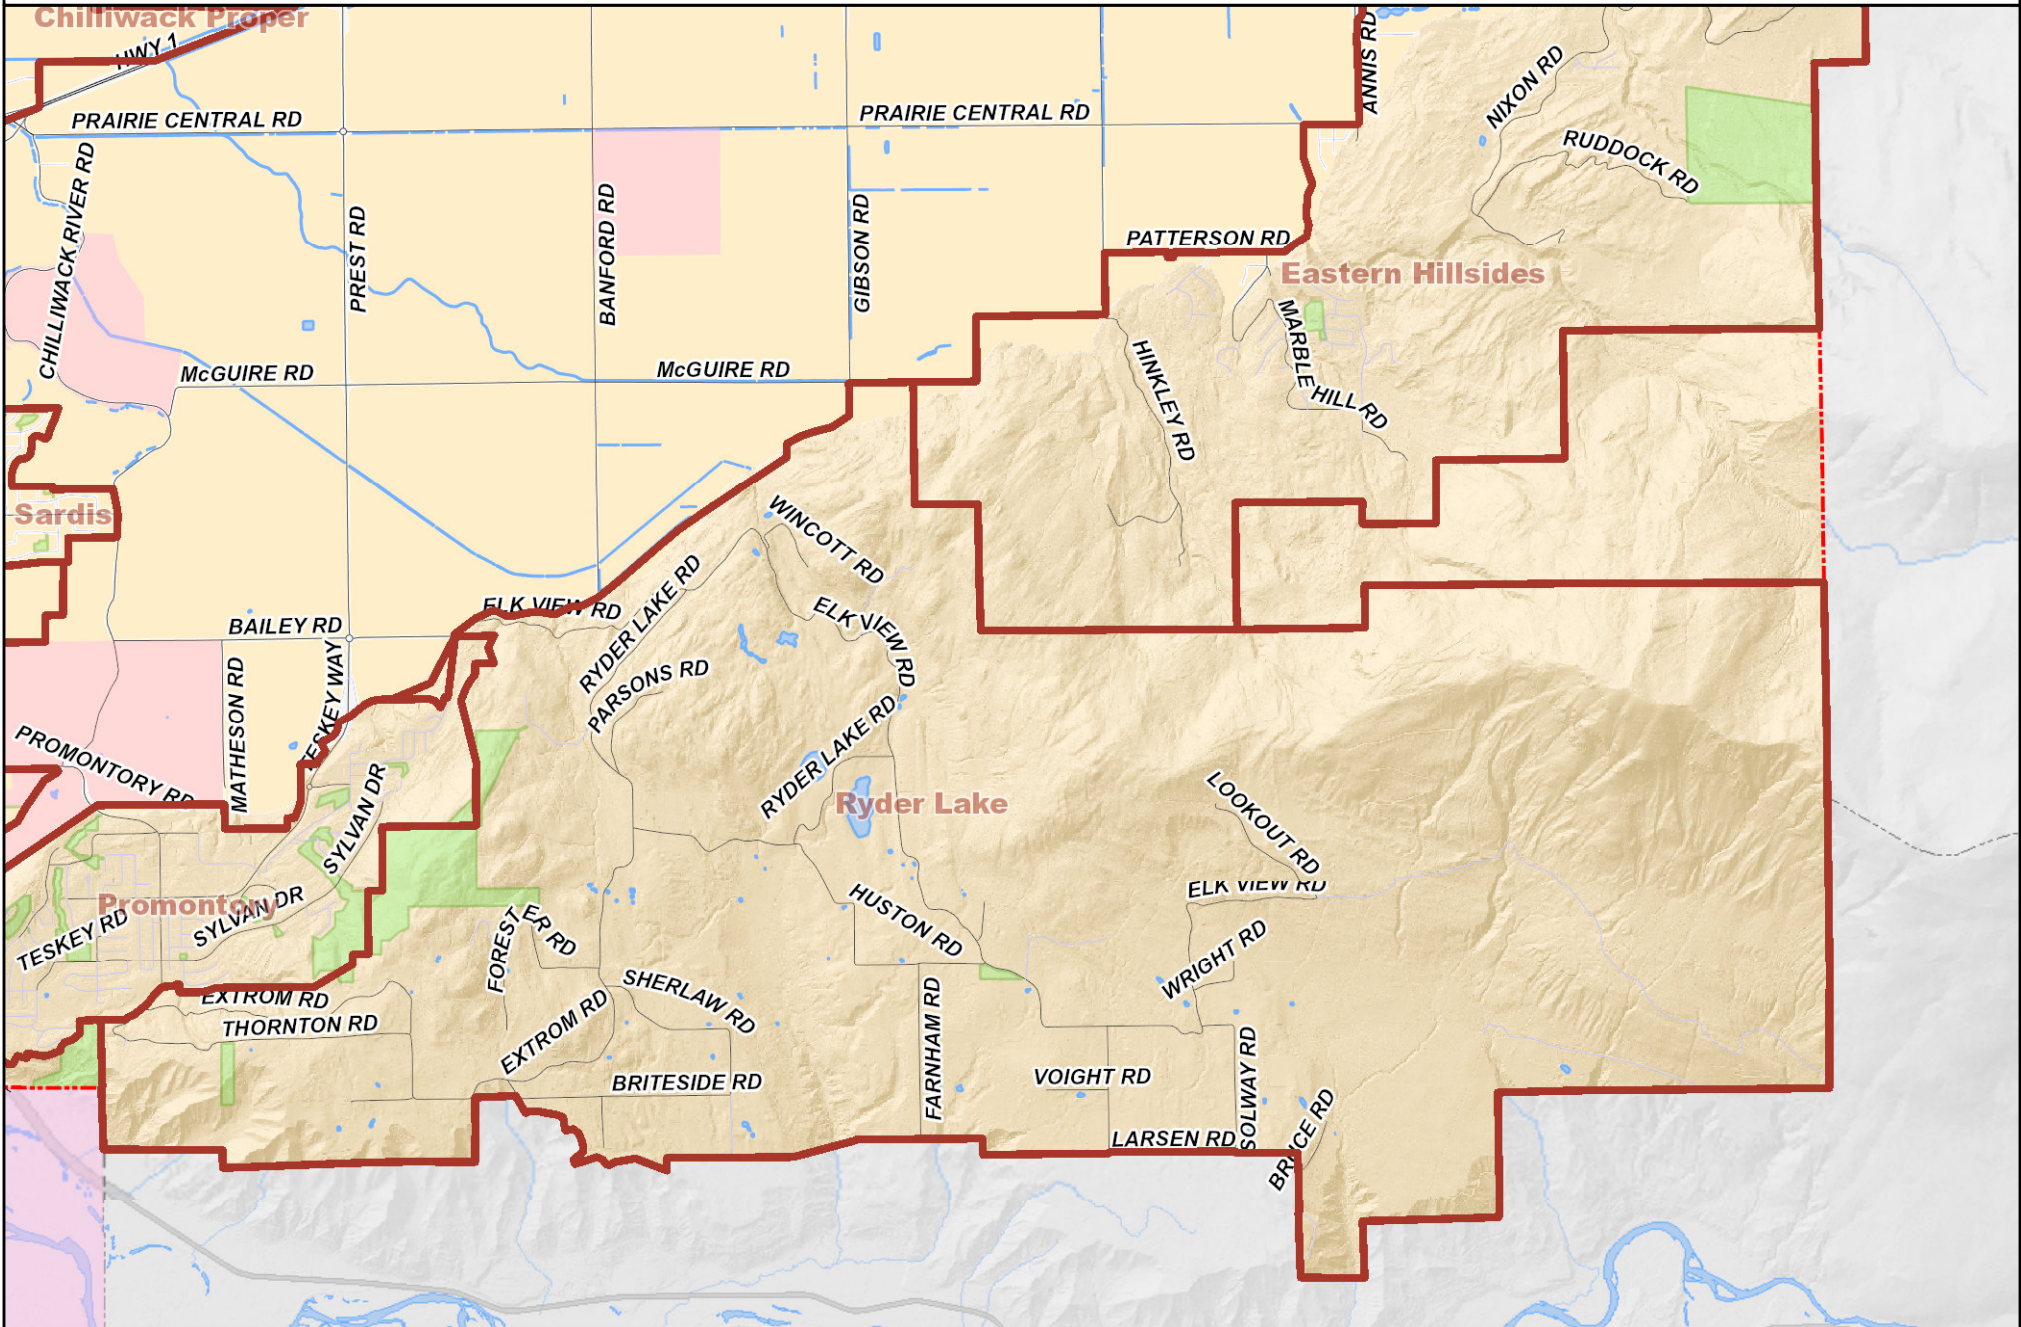 Chilliwack Proper
HWY 1
ANNIS RD
NIXON RD
PRAIRIE CENTRAL RD
PRAIRIE CENTRAL RD
RUDDOCK RD
CHILLIWACK RIVER RD
PREST RD
BANFORD RD
GIBSON RD
PATTERSON RD
Eastern Hillsides
MARBLE HILL RD
HINKLEY RD
McGUIRE RD
McGUIRE RD
Sardis
WINCOTT RD
ELK VIEW RD
BAILEY RD
RYDER LAKE RD
ELK VIEW RD
PARSONS RD
MATHESON RD
TESKEY WAY
PROMONTORY RD
RYDER LAKE RD
Ryder Lake
LOOKOUT RD
SYLVAN DR
ELK VIEW RD
Promontory
SYLVAN DR
TESKEY RD
HUSTON RD
FORESTER RD
WRIGHT RD
EXTROM RD
THORNTON RD
SHERLAW RD
EXTROM RD
FARNHAM RD
BRITESIDE RD
VOIGHT RD
SOLWAY RD
BRICE RD
LARSEN RD